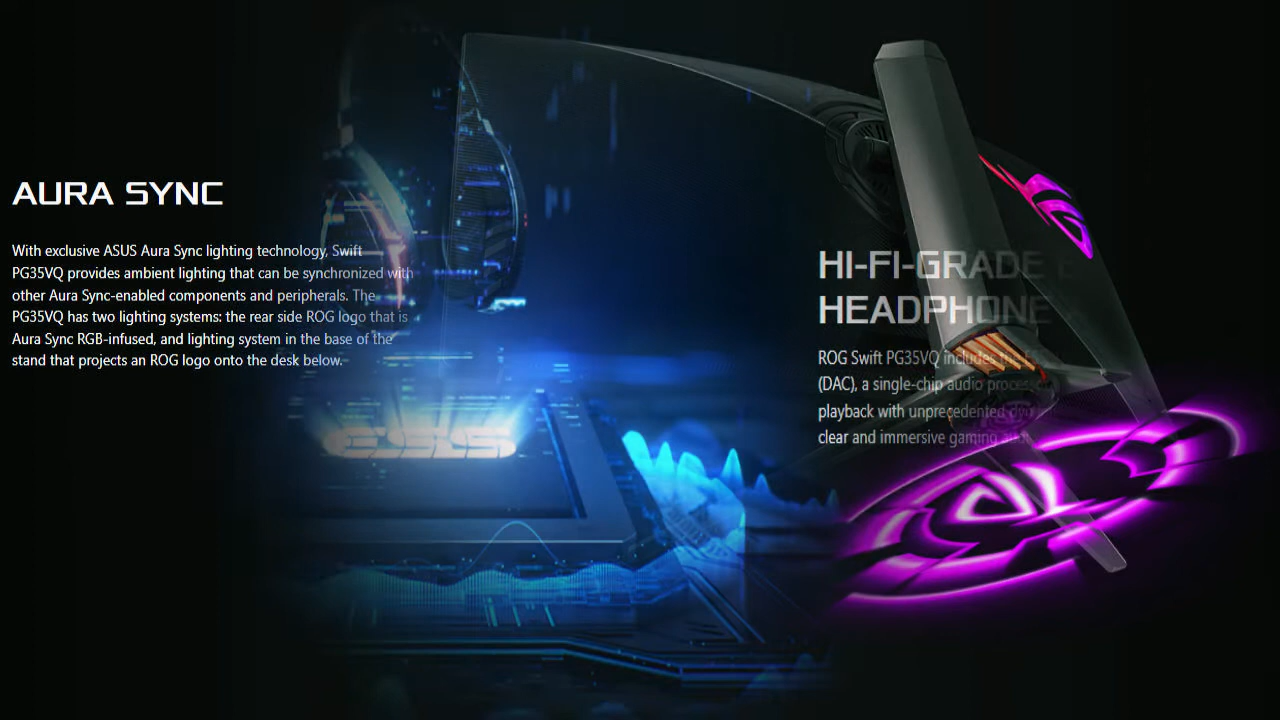 AURA SYNC
With exclusive ASUS Aura Sync lighting technology, Swift
PG35VQ provides ambient lighting that can be synchronized with
other Aura Sync-enabled components and peripherals. The
PG35VQ has two lighting systems: the rear side ROG logo that is
Aura Sync RGB-infused, and lighting system in the base of the
stand that projects an ROG logo onto the desk below.
HI-FI-GRADE
HEADPHONE
ROG Swift PG35VQ includes the
(DAC), a single-chip audio
playback with unprecedented
clear and immersive gaming
ESS